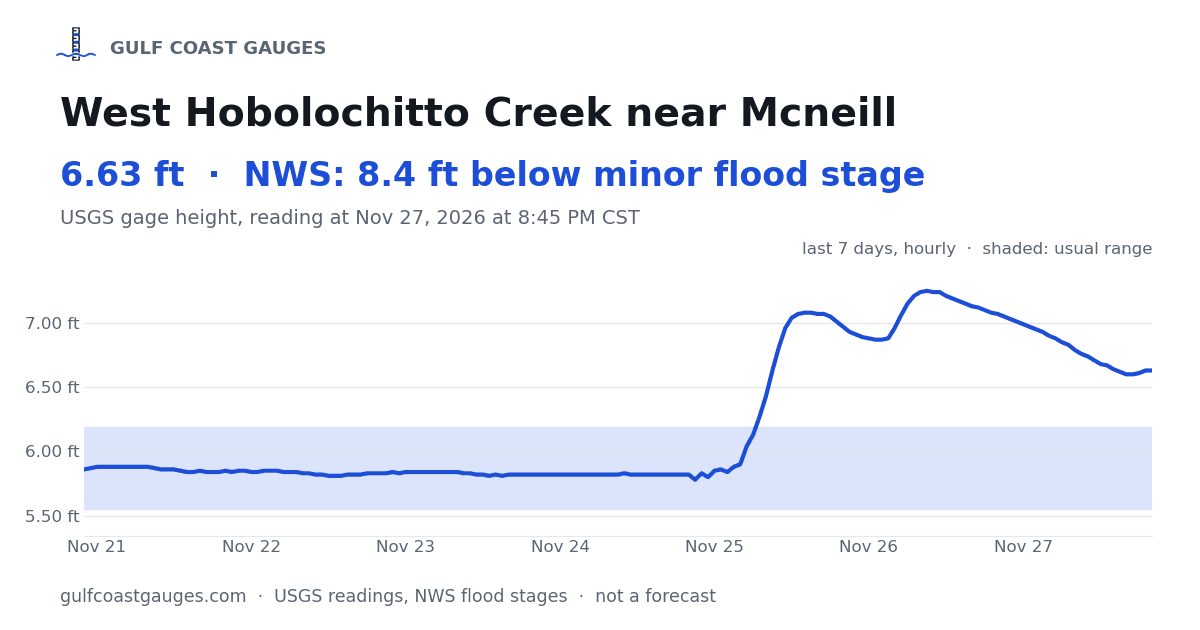 GULF COAST GAUGES
West Hobolochitto Creek near Mcneill
6.63 ft · NWS: 8.4 ft below minor flood stage
USGS gage height, reading at Nov 27, 2026 at 8:45 PM CST
last 7 days, hourly · shaded: usual range
7.00 ft
6.50 ft
6.00 ft
5.50 ft
Nov 21 Nov 22 Nov 23 Nov 24 Nov 25 Nov 26 Nov 27
gulfcoastgauges.com · USGS readings, NWS flood stages · not a forecast